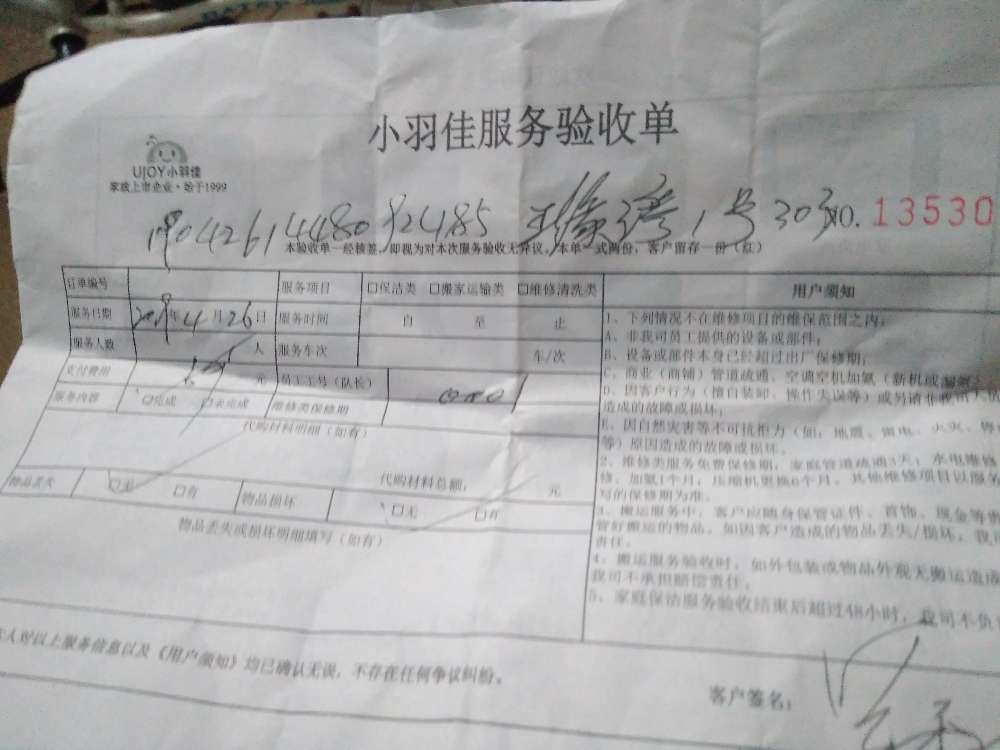 小羽佳服务验收单
UJOY小羽佳
家政上市企业·始于1999
19042614480824185 1号303
NO. 13530
本验收单一经核签，即视为对本次服务验收无异议，本单一式两份，客户留存一份（红）
订单编号 服务项目 □保洁类 □搬家运输类 □维修清洗类 用户须知
服务日期 2019年4月26日 服务时间 自 至 止
服务人数 人 服务车次 车/次
支付费用 元 员工工号（队长）
服务内容 □完成 □未完成 维修类保修期
代购材料明细（如有）
代购材料总额： 元
物品丢失 □无 □有 物品损坏 □无 □有
物品丢失或损坏明细填写（如有）
1、下列情况不在维修项目的维保范围之内：
A、非我司员工提供的设备或部件；
B、设备或部件本身已经超过出厂保修期；
C、商业（商铺）管道疏通、空调空机加氨（新机或漏氨）
D、因客户行为（擅自装卸、操作失误等）或另请非我司人员
造成的故障或损坏；
E、因自然灾害等不可抗拒力（如：地震、雷电、火灾、
等）原因造成的故障或损坏。
2、维修类服务免费保修期，家庭管道疏通3天；水电维修
修、加氨1个月；压缩机更换6个月。其他维修项目以服务
写的保修期为准。
3、搬运服务中，客户应随身保管证件、首饰、现金等贵
管好搬运的物品。如因客户造成的物品丢失/损坏，我司
责任。
4、搬运服务验收时，如外包装或物品外观无搬运造成
我司不承担赔偿责任；
5、家庭保洁服务验收结束后超过48小时，我司不负责
人对以上服务信息以及《用户须知》均已确认无误，不存在任何争议纠纷。
客户签名：